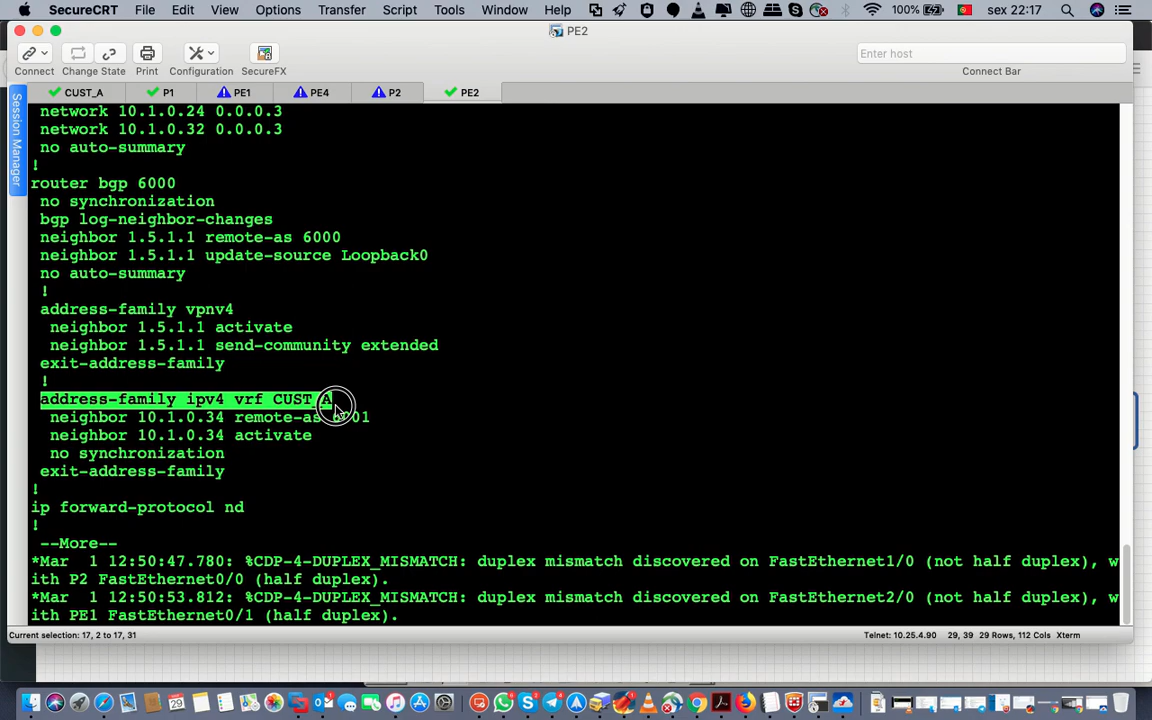 SecureCRT File Edit View Options Transfer Script Tools Window Help 100% sex 22:17
PE2
Enter host
Connect Change State Print Configuration SecureFX Connect Bar
CUST_A P1 PE1 PE4 P2 PE2
Session Manager
network 10.1.0.24 0.0.0.3
network 10.1.0.32 0.0.0.3
no auto-summary
!
router bgp 6000
no synchronization
bgp log-neighbor-changes
neighbor 1.5.1.1 remote-as 6000
neighbor 1.5.1.1 update-source Loopback0
no auto-summary
!
address-family vpnv4
neighbor 1.5.1.1 activate
neighbor 1.5.1.1 send-community extended
exit-address-family
!
address-family ipv4 vrf CUST_A
neighbor 10.1.0.34 remote-as
neighbor 10.1.0.34 activate
no synchronization
exit-address-family
!
ip forward-protocol nd
!
--More--
*Mar 1 12:50:47.780: %CDP-4-DUPLEX_MISMATCH: duplex mismatch discovered on FastEthernet1/0 (not half duplex), w
ith P2 FastEthernet0/0 (half duplex).
*Mar 1 12:50:53.812: %CDP-4-DUPLEX_MISMATCH: duplex mismatch discovered on FastEthernet2/0 (not half duplex), w
ith PE1 FastEthernet0/1 (half duplex).
Current selection: 17, 2 to 17, 31 Telnet: 10.25.4.90 29, 39 29 Rows, 112 Cols Xterm